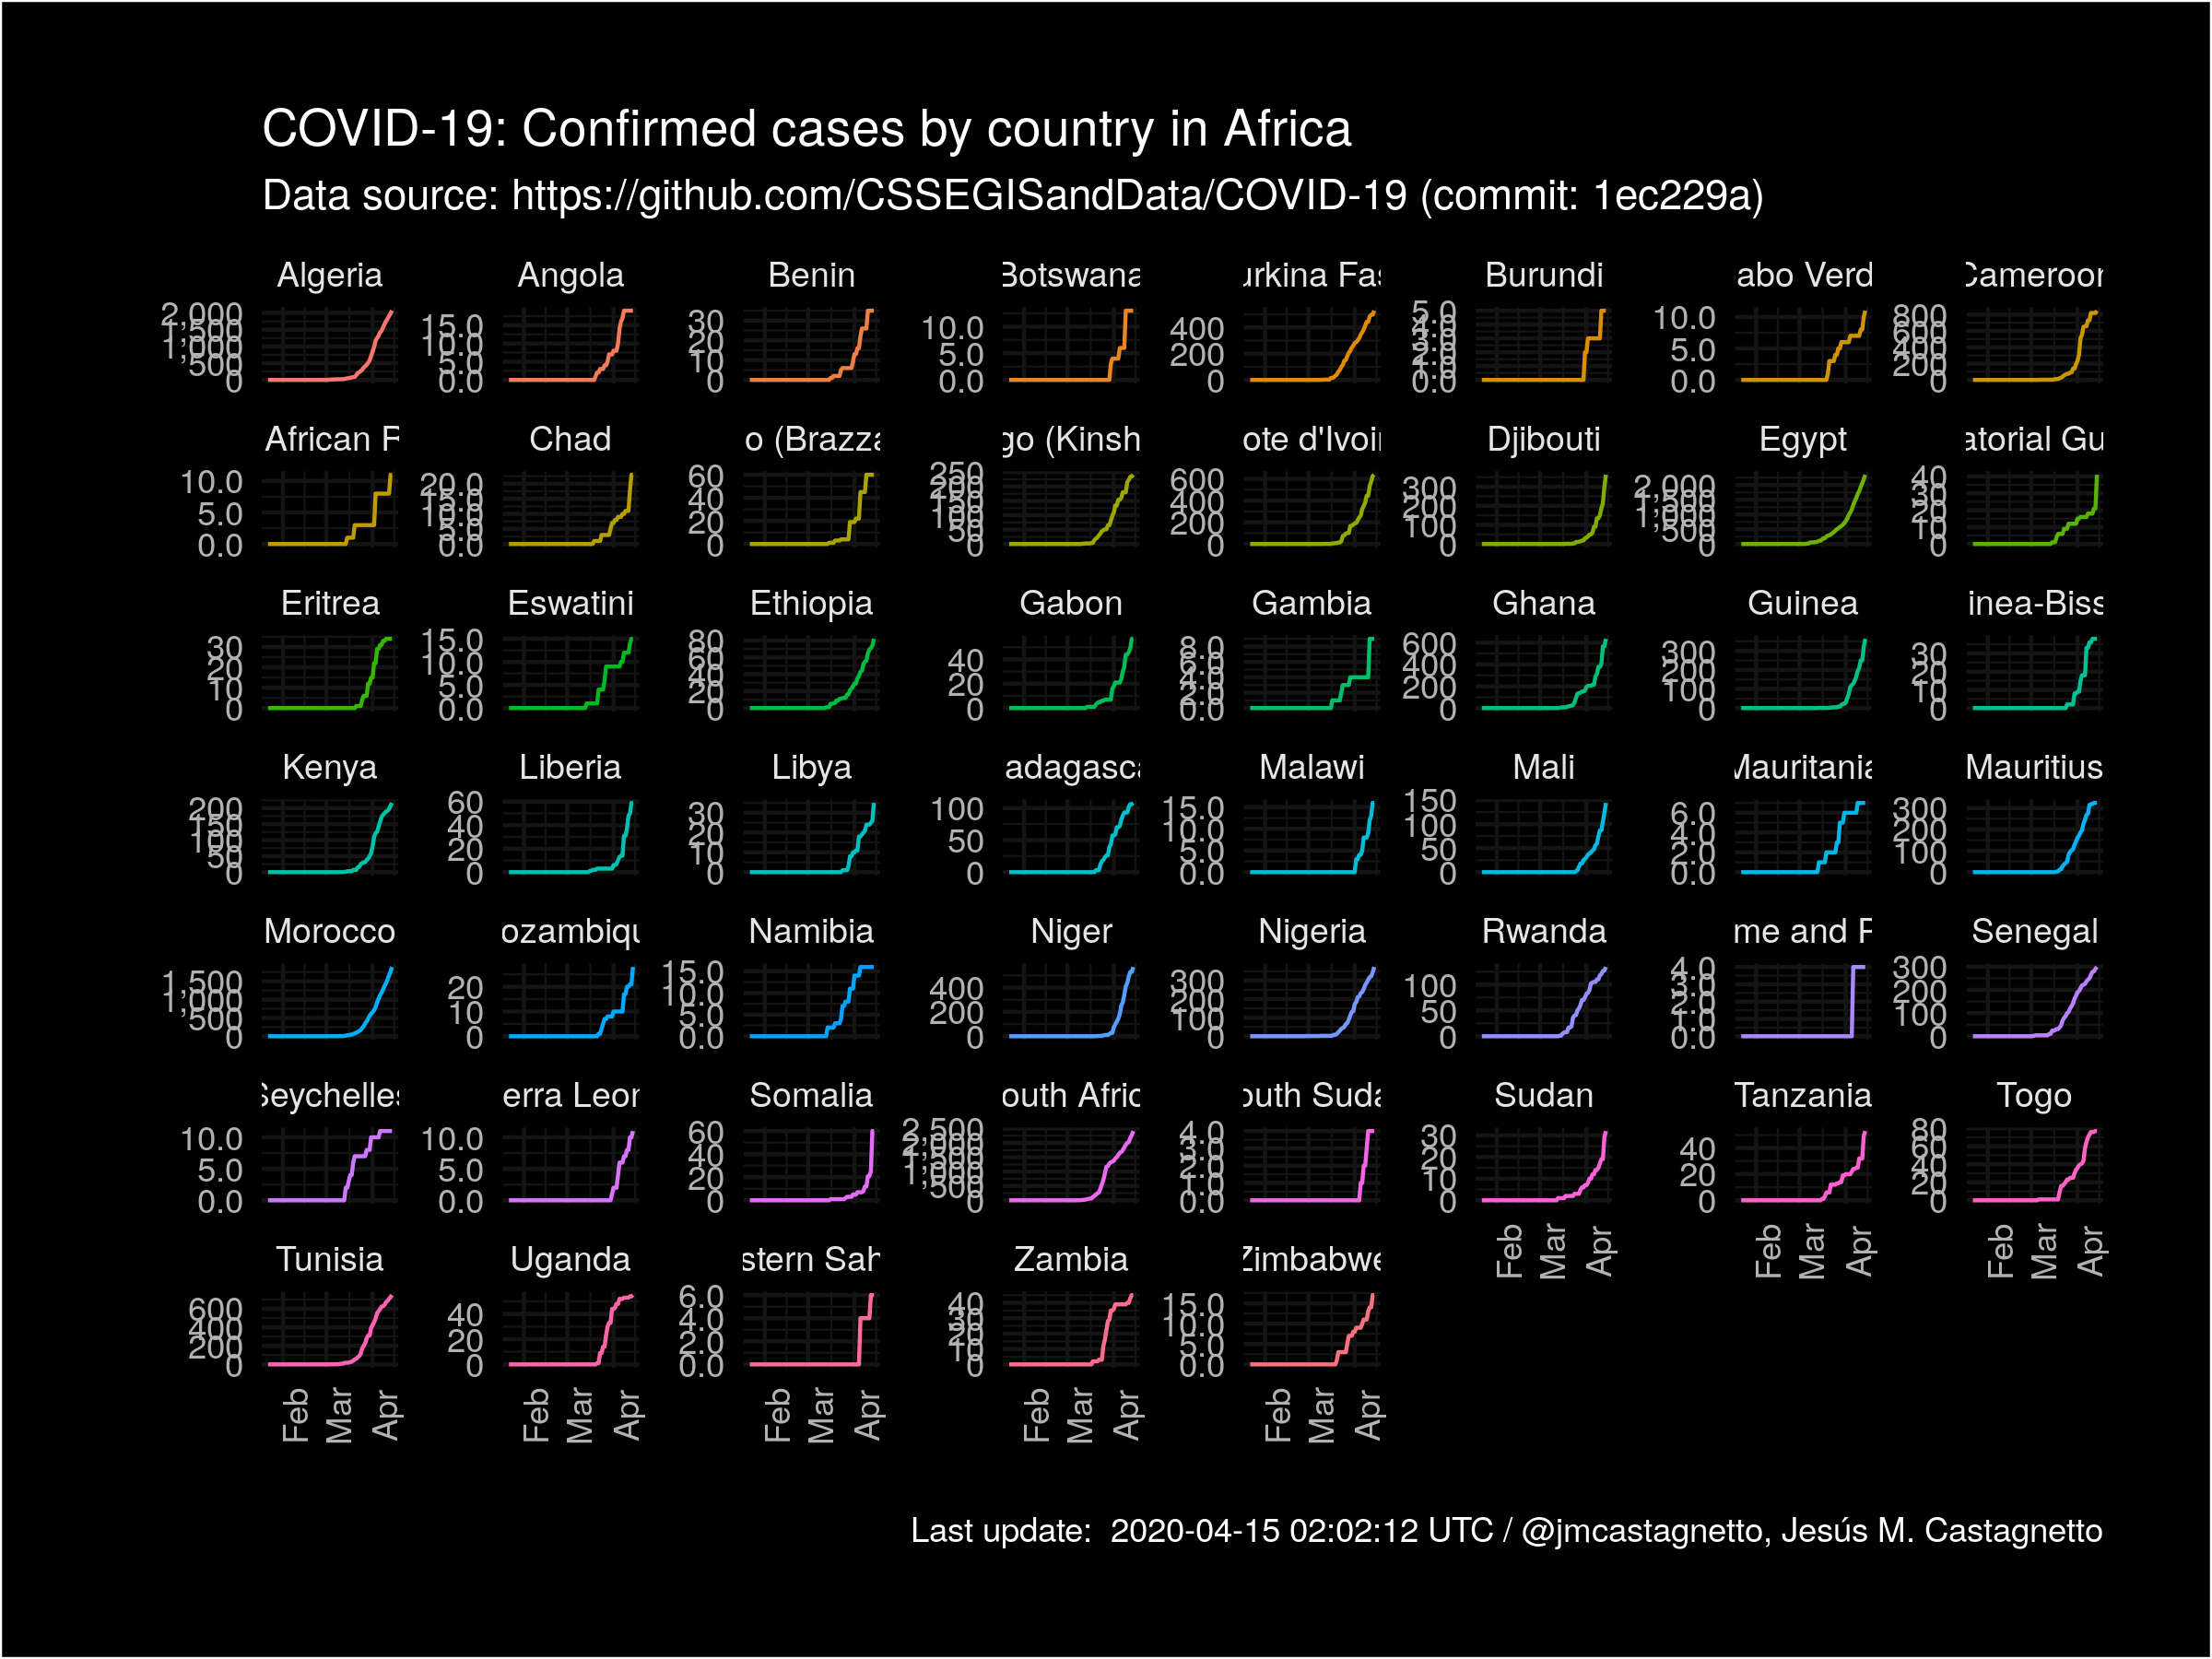 COVID-19: Confirmed cases by country in Africa
Data source: https://github.com/CSSEGISandData/COVID-19 (commit: 1ec229a)
Algeria Angola Benin Botswana urkina Fas Burundi abo Verd Cameroon
2,000 1,500 1,000 500 0 15.0 10.0 5.0 0.0 30 20 10 0 10.0 5.0 0.0 400 200 0 5.0 4.0 3.0 2.0 1.0 0.0 10.0 5.0 0.0 800 600 400 200 0
African R Chad o (Brazza go (Kinsh ote d'Ivoir Djibouti Egypt atorial Gu
10.0 5.0 0.0 20.0 15.0 10.0 5.0 0.0 60 40 20 0 250 200 150 100 50 0 600 400 200 0 300 200 100 0 2,000 1,500 1,000 500 0 40 30 20 10 0
Eritrea Eswatini Ethiopia Gabon Gambia Ghana Guinea inea-Biss
30 20 10 0 15.0 10.0 5.0 0.0 80 60 40 20 0 40 20 0 8.0 6.0 4.0 2.0 0.0 600 400 200 0 300 200 100 0 30 20 10 0
Kenya Liberia Libya adagasca Malawi Mali Mauritania Mauritius
200 150 100 50 0 60 40 20 0 30 20 10 0 100 50 0 15.0 10.0 5.0 0.0 150 100 50 0 6.0 4.0 2.0 0.0 300 200 100 0
Morocco ozambiqu Namibia Niger Nigeria Rwanda me and P Senegal
1,500 1,000 500 0 20 10 0 15.0 10.0 5.0 0.0 400 200 0 300 200 100 0 100 50 0 4.0 3.0 2.0 1.0 0.0 300 200 100 0
Seychelles erra Leon Somalia outh Afric outh Suda Sudan Tanzania Togo
10.0 5.0 0.0 10.0 5.0 0.0 60 40 20 0 2,500 2,000 1,500 1,000 500 0 4.0 3.0 2.0 1.0 0.0 30 20 10 0 40 20 0 80 60 40 20 0
Feb Mar Apr Feb Mar Apr Feb Mar Apr
Tunisia Uganda stern Sah Zambia Zimbabwe
600 400 200 0 40 20 0 6.0 4.0 2.0 0.0 40 30 20 10 0 15.0 10.0 5.0 0.0
Feb Mar Apr Feb Mar Apr Feb Mar Apr Feb Mar Apr Feb Mar Apr
Last update:  2020-04-15 02:02:12 UTC / @jmcastagnetto, Jesús M. Castagnetto